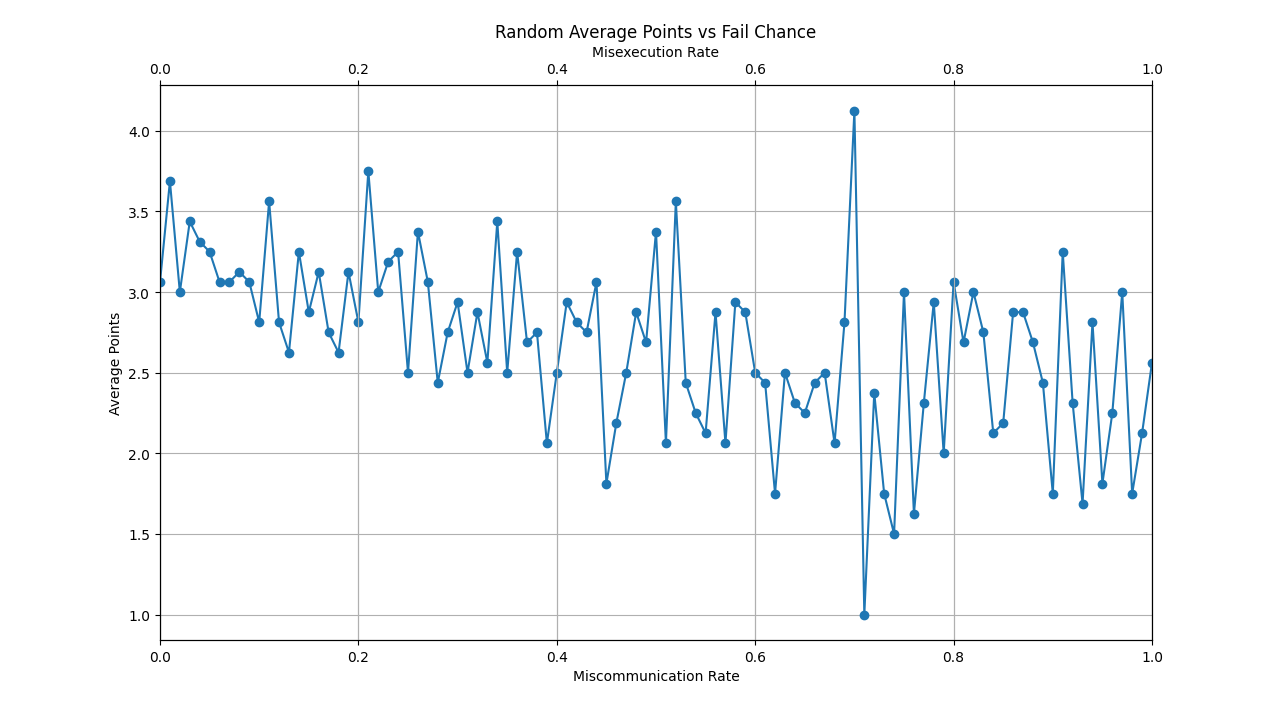 Random Average Points vs Fail Chance
Misexecution Rate
0.0 0.2 0.4 0.6 0.8 1.0
4.0
3.5
3.0
2.5
2.0
1.5
1.0
Average Points
0.0 0.2 0.4 0.6 0.8 1.0
Miscommunication Rate